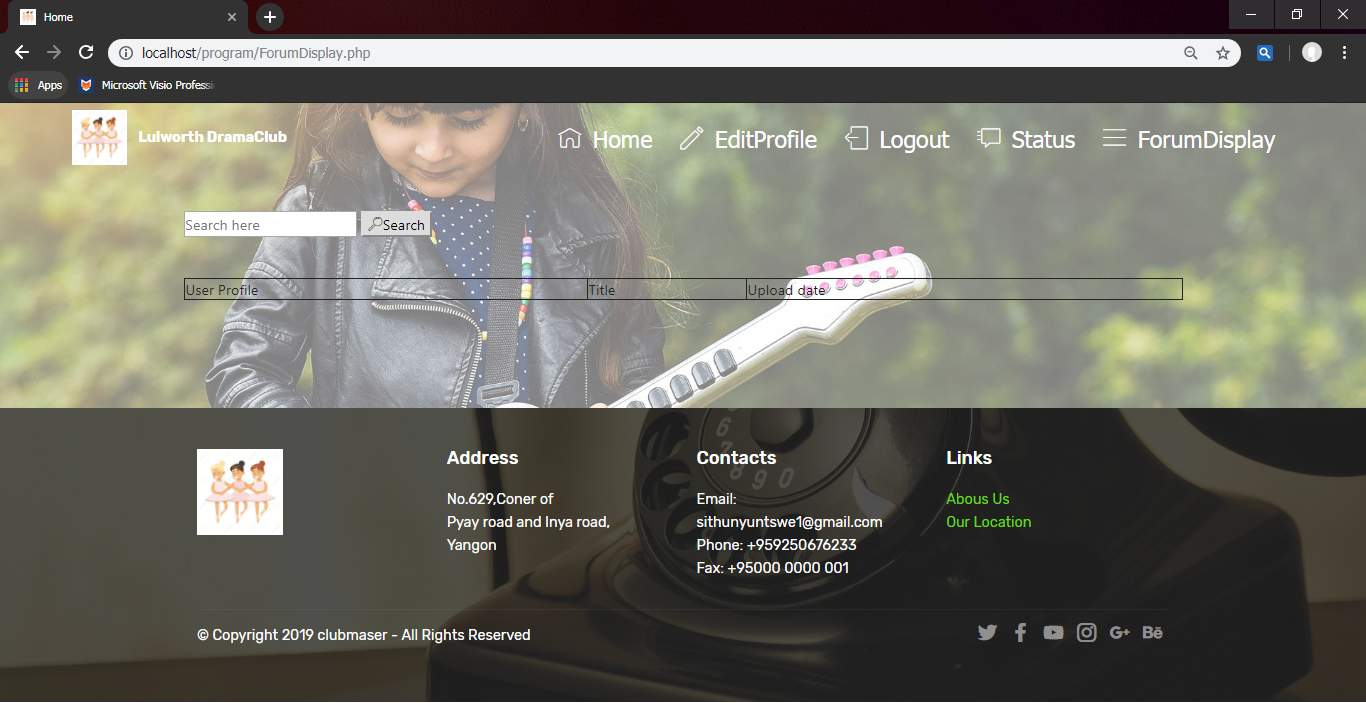 Home
localhost/program/ForumDisplay.php
Apps Microsoft Visio Professi
Lulworth DramaClub Home EditProfile Logout Status ForumDisplay
Search here Search
User Profile Title Upload date
Address Contacts Links
No.629,Coner of Email: Abous Us
Pyay road and Inya road, sithunyuntswe1@gmail.com Our Location
Yangon Phone: +959250676233
Fax: +95000 0000 001
© Copyright 2019 clubmaser - All Rights Reserved G+ Bē